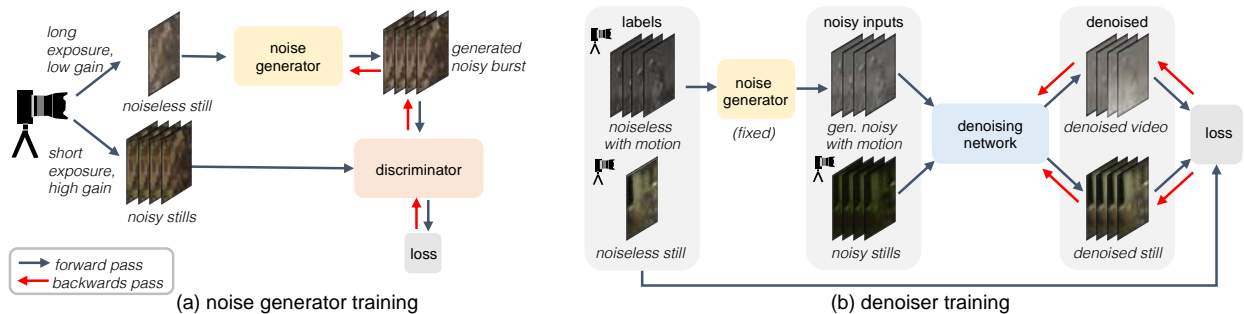 long
exposure,
low gain
noiseless still
noise
generator
generated
noisy burst
short
exposure,
high gain
noisy stills
discriminator
loss
forward pass
backwards pass
(a) noise generator training
labels
noiseless
with motion
noiseless still
noise
generator
(fixed)
noisy inputs
gen. noisy
with motion
noisy stills
denoising
network
denoised
denoised video
denoised still
loss
(b) denoiser training